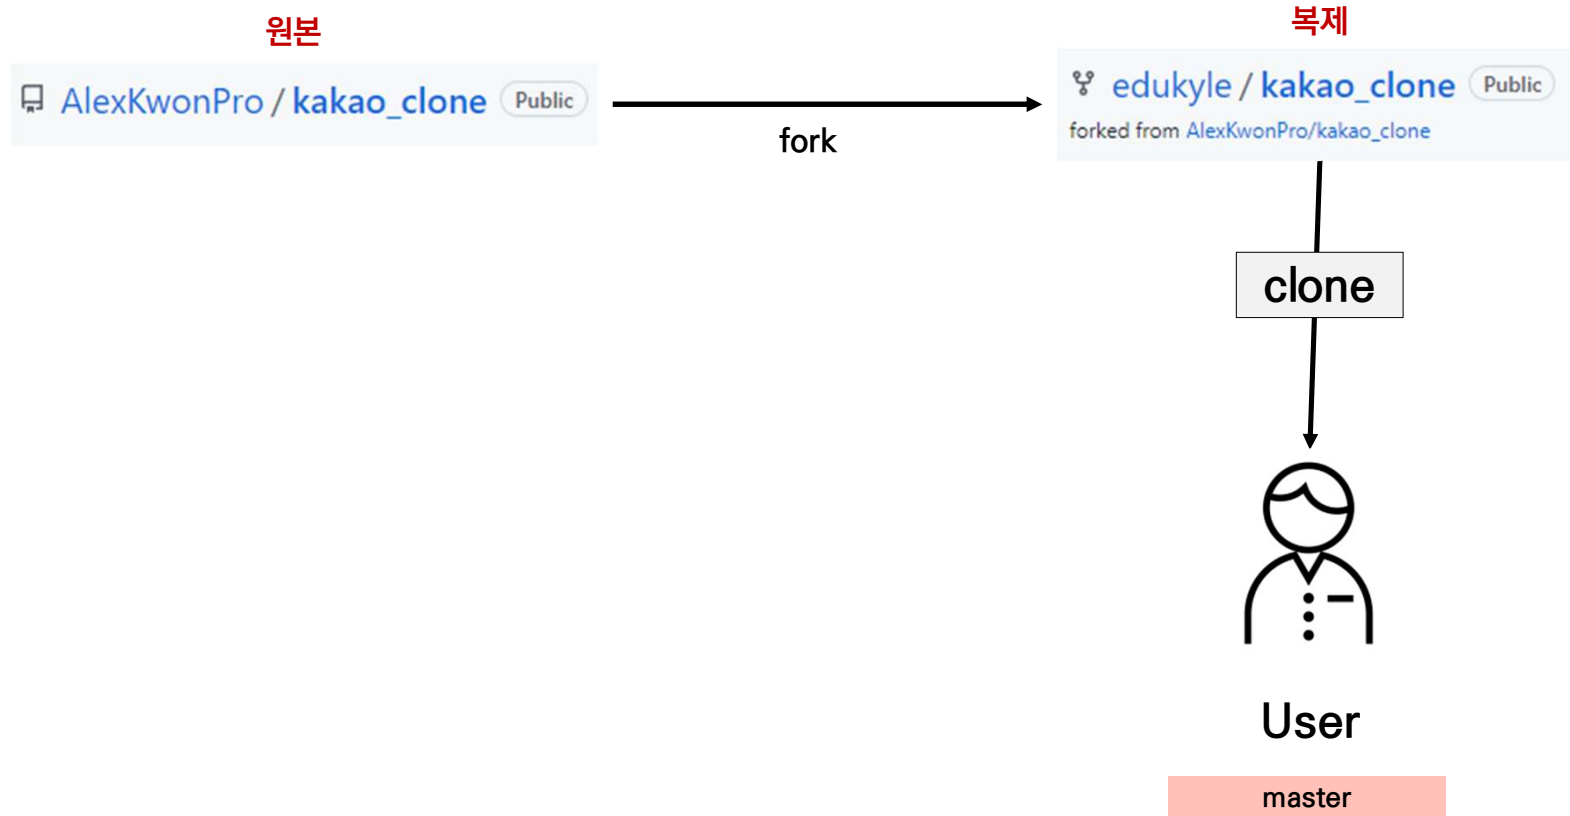 원본
복제
AlexKwonPro / kakao_clone Public
edukyle / kakao_clone Public
forked from AlexKwonPro/kakao_clone
fork
clone
User
master